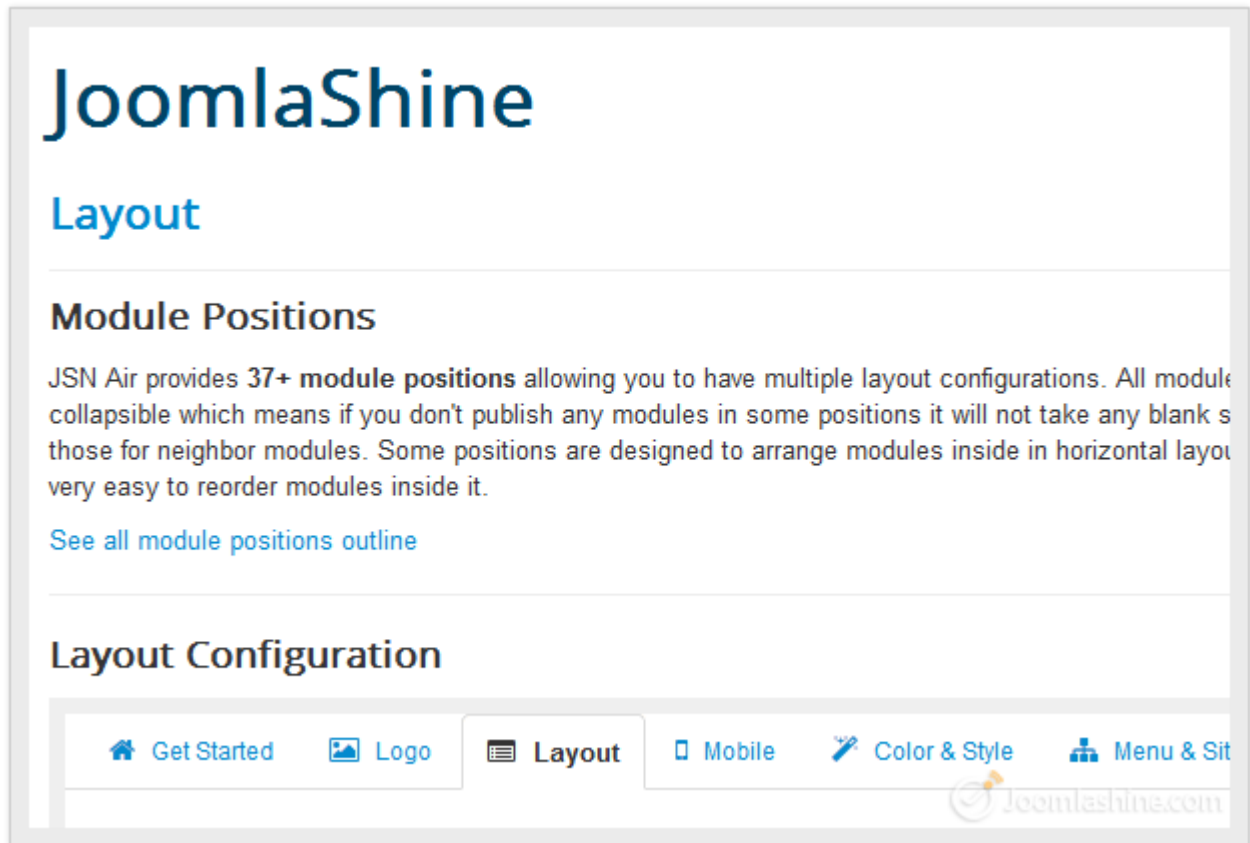 JoomlaShine
Layout
Module Positions
JSN Air provides 37+ module positions allowing you to have multiple layout configurations. All module
collapsible which means if you don't publish any modules in some positions it will not take any blank s
those for neighbor modules. Some positions are designed to arrange modules inside in horizontal layou
very easy to reorder modules inside it.
See all module positions outline
Layout Configuration
Get Started Logo Layout Mobile Color & Style Menu & Sit
Joomlashine.com